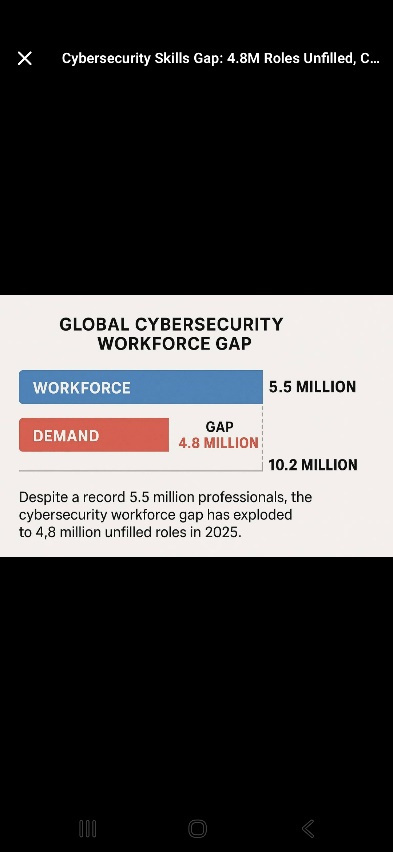 Cybersecurity Skills Gap: 4.8M Roles Unfilled, C...
GLOBAL CYBERSECURITY
WORKFORCE GAP
WORKFORCE
5.5 MILLION
DEMAND
GAP
4.8 MILLION
10.2 MILLION
Despite a record 5.5 million professionals, the
cybersecurity workforce gap has exploded
to 4,8 million unfilled roles in 2025.